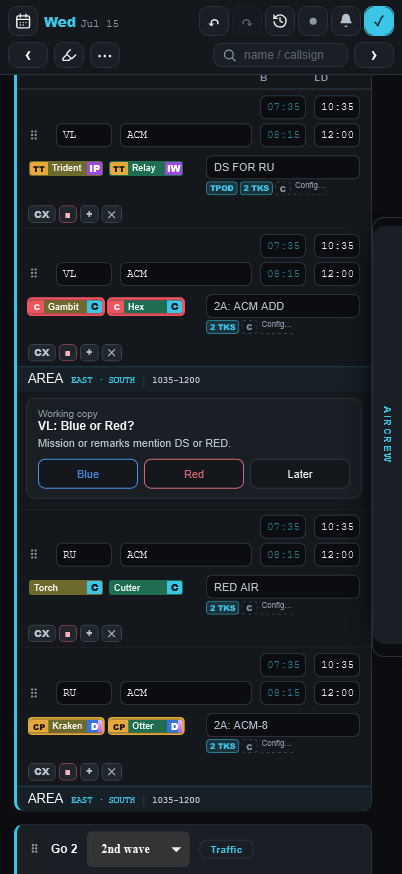 Wed Jul 15
name / callsign
B LD
07:35 10:35
VL ACM 08:15 12:00
TT Trident IP TT Relay IW DS FOR RU
TPOD 2 TKS C Config...
CX
07:35 10:35
VL ACM 08:15 12:00
C Gambit C C Hex C 2A: ACM ADD
2 TKS C Config...
CX
AREA EAST · SOUTH 1035–1200
Working copy
VL: Blue or Red?
Mission or remarks mention DS or RED.
Blue Red Later
07:35 10:35
RU ACM 08:15 12:00
Torch C Cutter C RED AIR
2 TKS C Config...
CX
07:35 10:35
RU ACM 08:15 12:00
CP Kraken D CP Otter D 2A: ACM-8
2 TKS C Config...
CX
AREA EAST · SOUTH 1035–1200
Go 2 2nd wave Traffic
AIRCREW